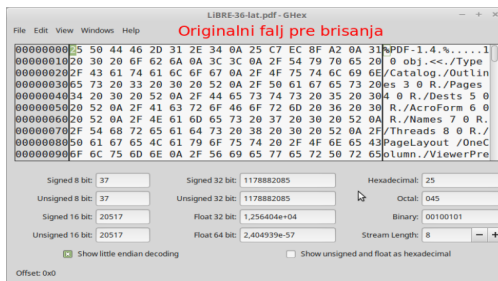 LiBRE-36-lat.pdf - GHex
File Edit View Windows Help Originalni falj pre brisanja
00000000 25 50 44 46 2D 31 2E 34 0A 25 C7 EC 8F A2 0A 31 %PDF-1.4.%.....1
00000010 20 30 20 6F 62 6A 0A 3C 3C 0A 2F 54 79 70 65 20 0 obj.<<./Type
00000020 2F 43 61 74 61 6C 6F 67 0A 2F 4F 75 74 6C 69 6E /Catalog./Outlin
00000030 65 73 20 33 20 30 20 52 0A 2F 50 61 67 65 73 20 es 3 0 R./Pages
00000040 34 20 30 20 52 0A 2F 44 65 73 74 73 20 35 20 30 4 0 R./Dests 5 0
00000050 20 52 0A 2F 41 63 72 6F 46 6F 72 6D 20 36 20 30 R./AcroForm 6 0
00000060 20 52 0A 2F 4E 61 6D 65 73 20 37 20 30 20 52 0A R./Names 7 0 R.
00000070 2F 54 68 72 65 61 64 73 20 38 20 30 20 52 0A 2F /Threads 8 0 R./
00000080 50 61 67 65 4C 61 79 6F 75 74 20 2F 4F 6E 65 43 PageLayout /OneC
00000090 6F 6C 75 6D 6E 0A 2F 56 69 65 77 65 72 50 72 65 olumn./ViewerPre
Signed 8 bit: 37 Signed 32 bit: 1178882085 Hexadecimal: 25
Unsigned 8 bit: 37 Unsigned 32 bit: 1178882085 Octal: 045
Signed 16 bit: 20517 Float 32 bit: 1,256404e+04 Binary: 00100101
Unsigned 16 bit: 20517 Float 64 bit: 2,404939e-57 Stream Length: 8 - +
Show little endian decoding Show unsigned and float as hexadecimal
Offset: 0x0